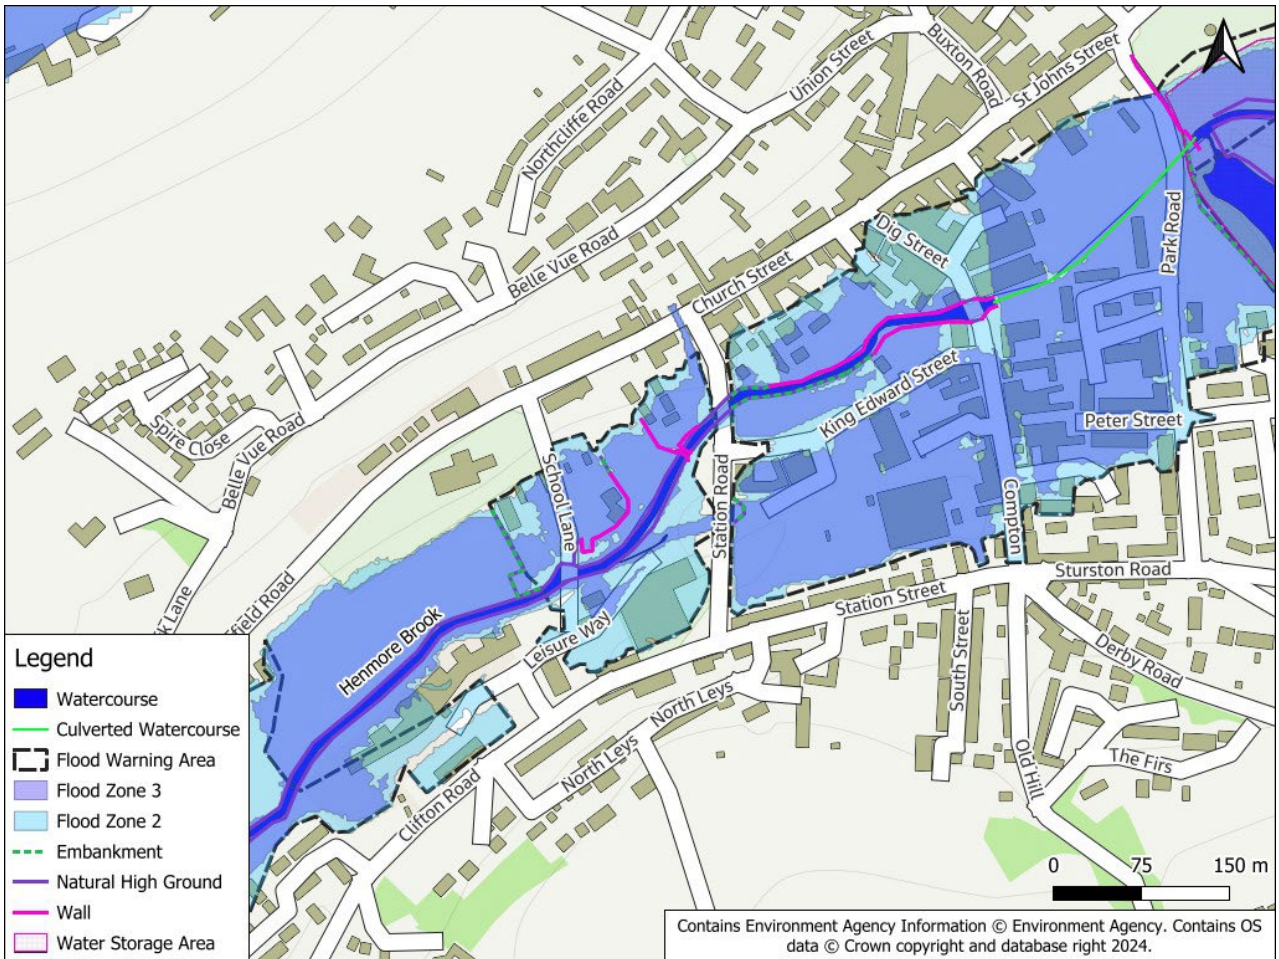 Union Street
Buxton Road
St Johns Street
Northcliffe Road
Dig Street
Park Road
Belle Vue Road
Church Street
King Edward Street
Peter Street
Spire Close
Belle Vue Road
School Lane
Station Road
Compton
Sturston Road
Station Street
field Road
k Lane
Henmore Brook
Leisure Way
South Street
Derby Road
North Leys
North Leys
Old Hill
The Firs
Clifton Road
Legend
Watercourse
Culverted Watercourse
Flood Warning Area
Flood Zone 3
Flood Zone 2
Embankment
Natural High Ground
Wall
Water Storage Area
0 75 150 m
Contains Environment Agency Information © Environment Agency. Contains OS
data © Crown copyright and database right 2024.